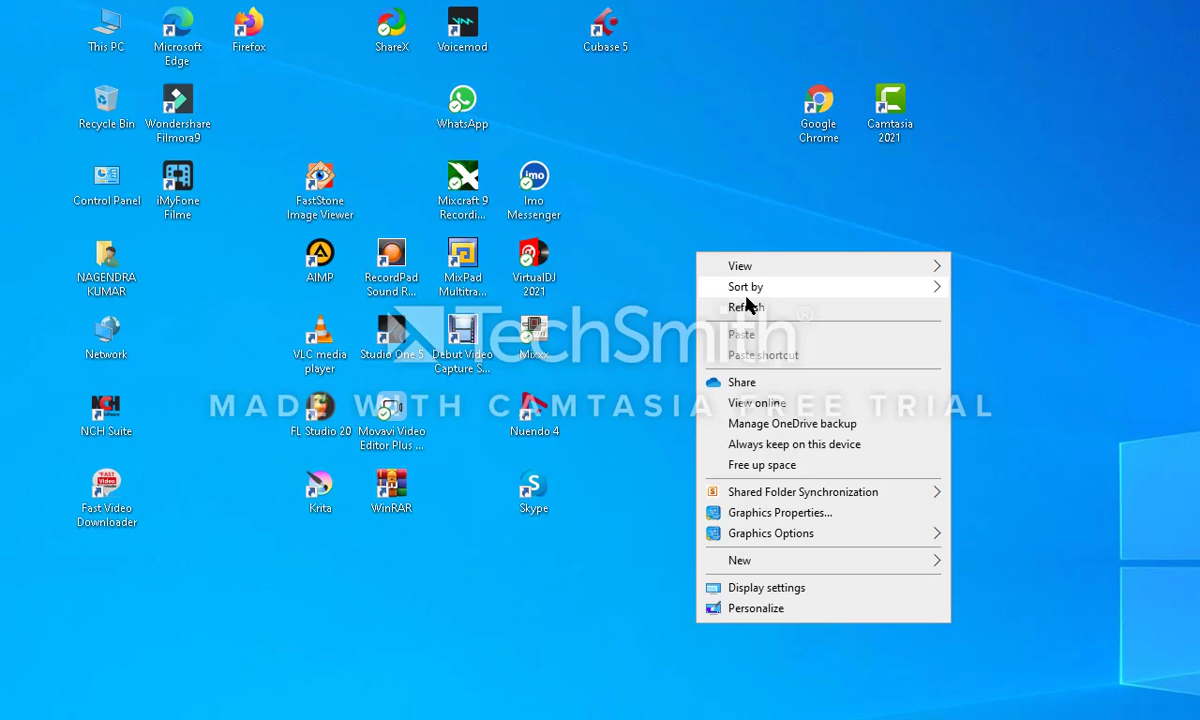 This PC
Microsoft
Edge
Firefox
ShareX
Voicemod
Cubase 5
Recycle Bin
Wondershare
Filmora9
WhatsApp
Google
Chrome
Camtasia
2021
Control Panel
iMyFone
Filme
FastStone
Image Viewer
Mixcraft 9
Recordi...
imo
Imo
Messenger
NAGENDRA
KUMAR
AIMP
RecordPad
Sound R...
MixPad
Multitra...
VirtualDJ
2021
Network
VLC media
player
Studio One 5
Debut Video
Capture S...
Mixxx
NCH
NCH Suite
FL Studio 20
Movavi Video
Editor Plus ...
Nuendo 4
FAST
Video
Fast Video
Downloader
Krita
WinRAR
Skype
View
Sort by
Refresh
Paste
Paste shortcut
Share
View online
Manage OneDrive backup
Always keep on this device
Free up space
Shared Folder Synchronization
Graphics Properties...
Graphics Options
New
Display settings
Personalize
TechSmith®
MADE WITH CAMTASIA FREE TRIAL